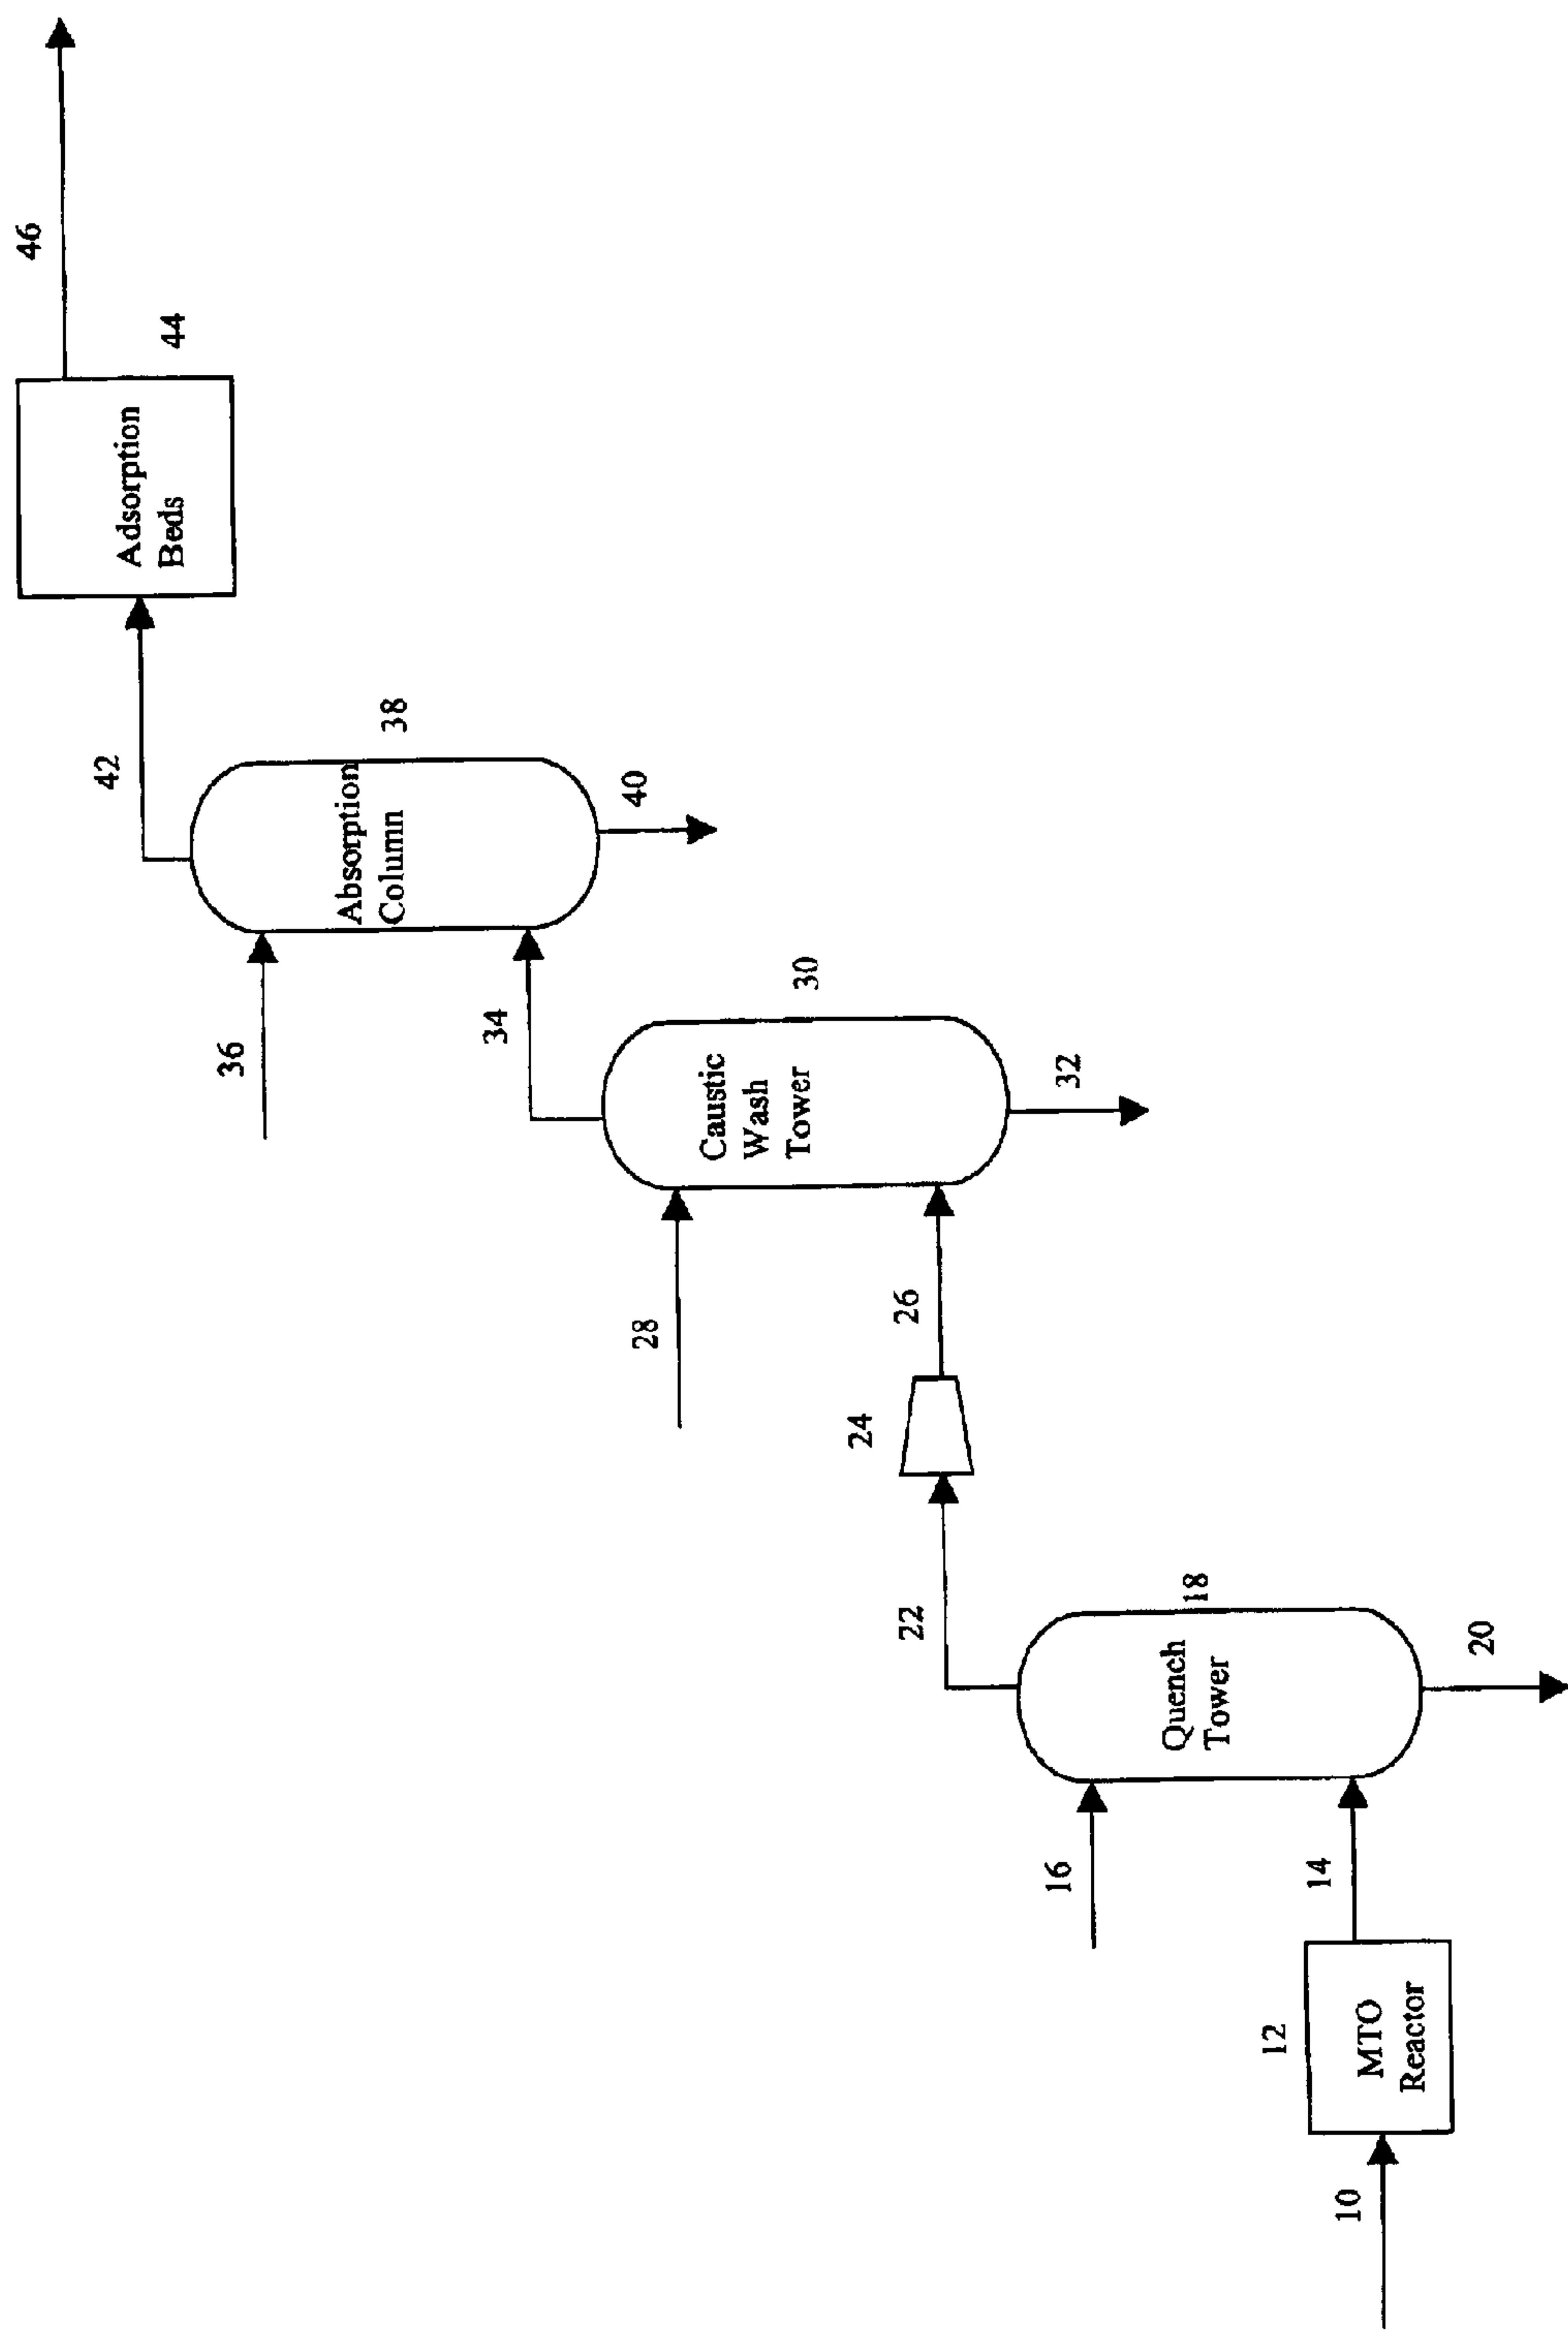 10
12
MTO
Reactor
14
16
Quench
Tower
18
20
22
24
26
28
Caustic
Wash
Tower
30
32
34
36
Absorption
Column
38
40
42
Adsorption
Beds
44
46